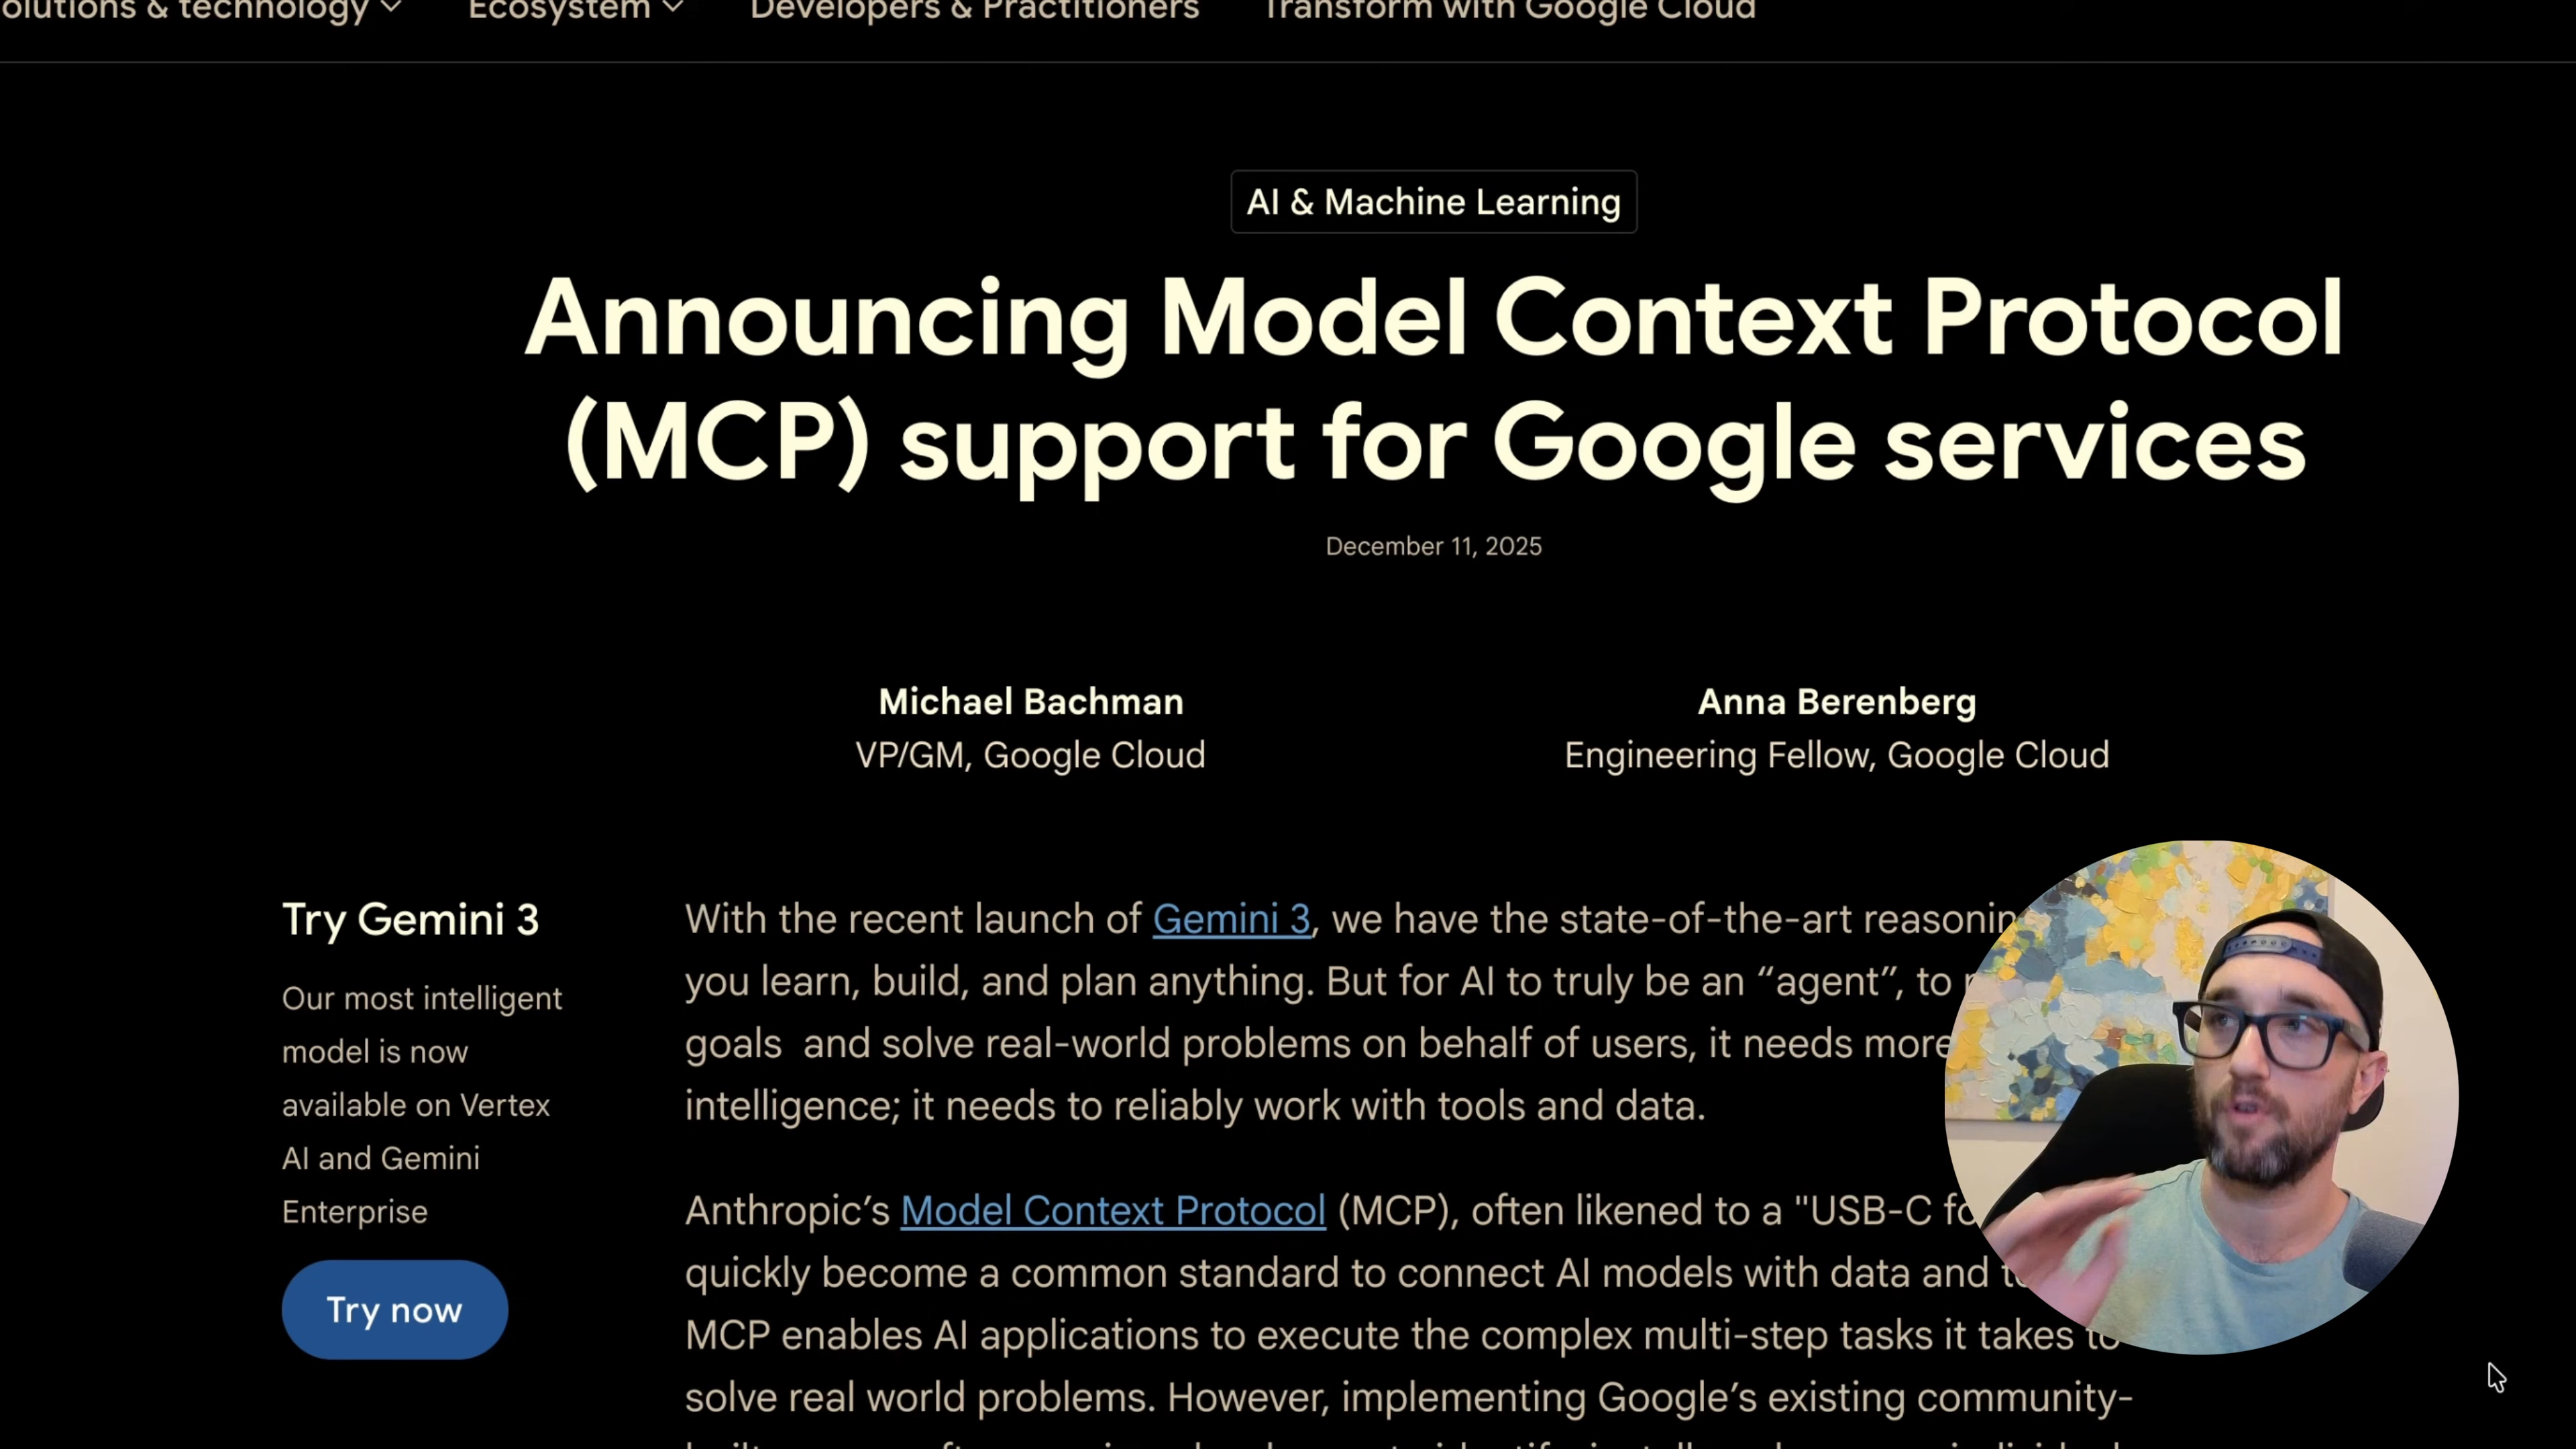 Solutions & technology
Ecosystem
Developers & Practitioners
Transform with Google Cloud
AI & Machine Learning
Announcing Model Context Protocol
(MCP) support for Google services
December 11, 2025
Michael Bachman
VP/GM, Google Cloud
Anna Berenberg
Engineering Fellow, Google Cloud
Try Gemini 3
Our most intelligent
model is now
available on Vertex
AI and Gemini
Enterprise
Try now
With the recent launch of Gemini 3, we have the state-of-the-art
you learn, build, and plan anything. But for AI to truly be an “agent”, to
goals  and solve real-world problems on behalf of users, it needs more
intelligence; it needs to reliably work with tools and data.
Anthropic’s Model Context Protocol (MCP), often likened to a "USB-C
quickly become a common standard to connect AI models with data and
MCP enables AI applications to execute the complex multi-step tasks it takes to
solve real world problems. However, implementing Google’s existing community-